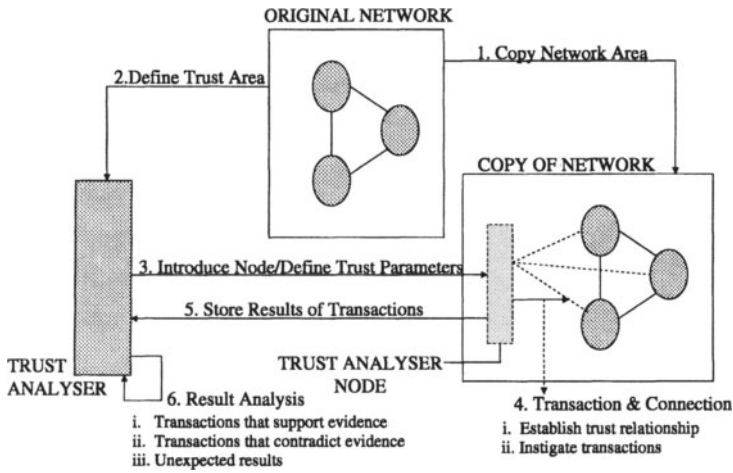 ORIGINAL NETWORK
1. Copy Network Area
2.Define Trust Area
COPY OF NETWORK
3. Introduce Node/Define Trust Parameters
5. Store Results of Transactions
TRUST
ANALYSER
TRUST ANALYSER
NODE
6. Result Analysis
i. Transactions that support evidence
ii. Transactions that contradict evidence
iii. Unexpected results
4. Transaction & Connection
i. Establish trust relationship
ii. Instigate transactions